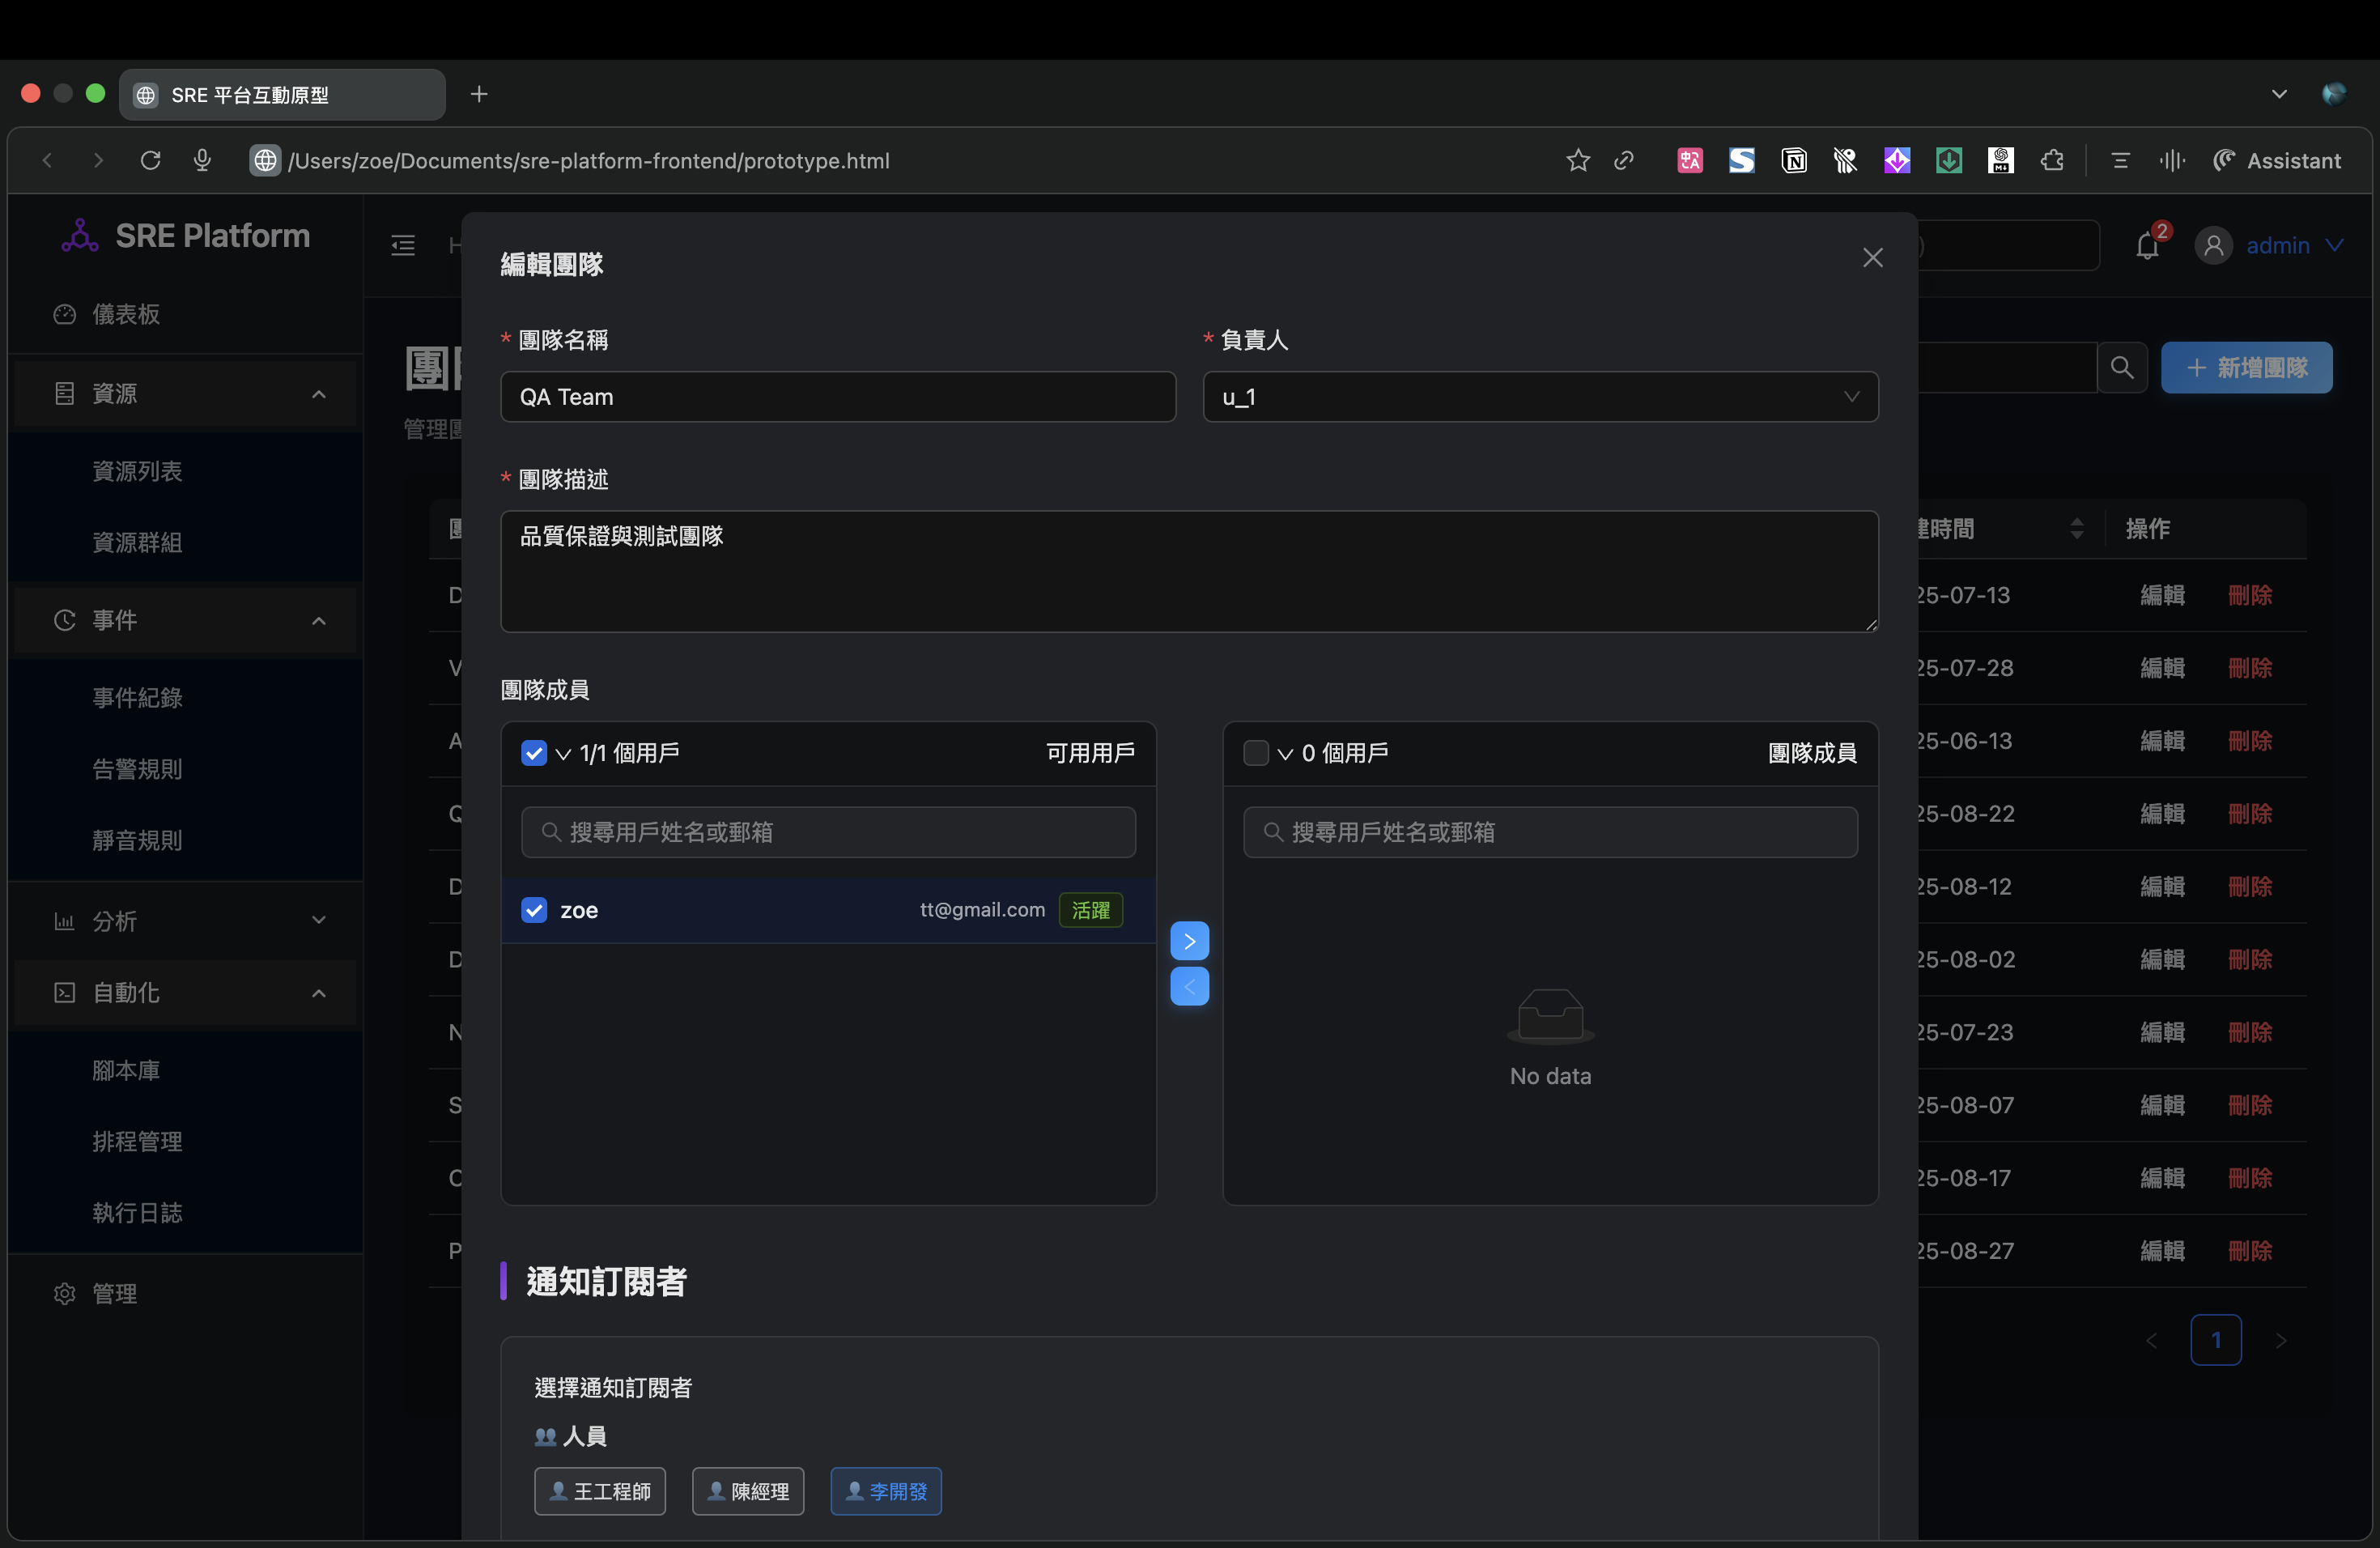 SRE 平台互動原型
/Users/zoe/Documents/sre-platform-frontend/prototype.html
Assistant
SRE Platform
儀表板
資源
資源列表
資源群組
事件
事件紀錄
告警規則
靜音規則
分析
自動化
腳本庫
排程管理
執行日誌
管理
2
admin
新增團隊
管理
建時間
操作
25-07-13 編輯 刪除
25-07-28 編輯 刪除
25-06-13 編輯 刪除
25-08-22 編輯 刪除
25-08-12 編輯 刪除
25-08-02 編輯 刪除
25-07-23 編輯 刪除
25-08-07 編輯 刪除
25-08-17 編輯 刪除
25-08-27 編輯 刪除
1
編輯團隊
* 團隊名稱
QA Team
* 負責人
u_1
* 團隊描述
品質保證與測試團隊
團隊成員
1/1 個用戶 可用用戶
搜尋用戶姓名或郵箱
zoe tt@gmail.com 活躍
0 個用戶 團隊成員
搜尋用戶姓名或郵箱
No data
通知訂閱者
選擇通知訂閱者
人員
王工程師
陳經理
李開發